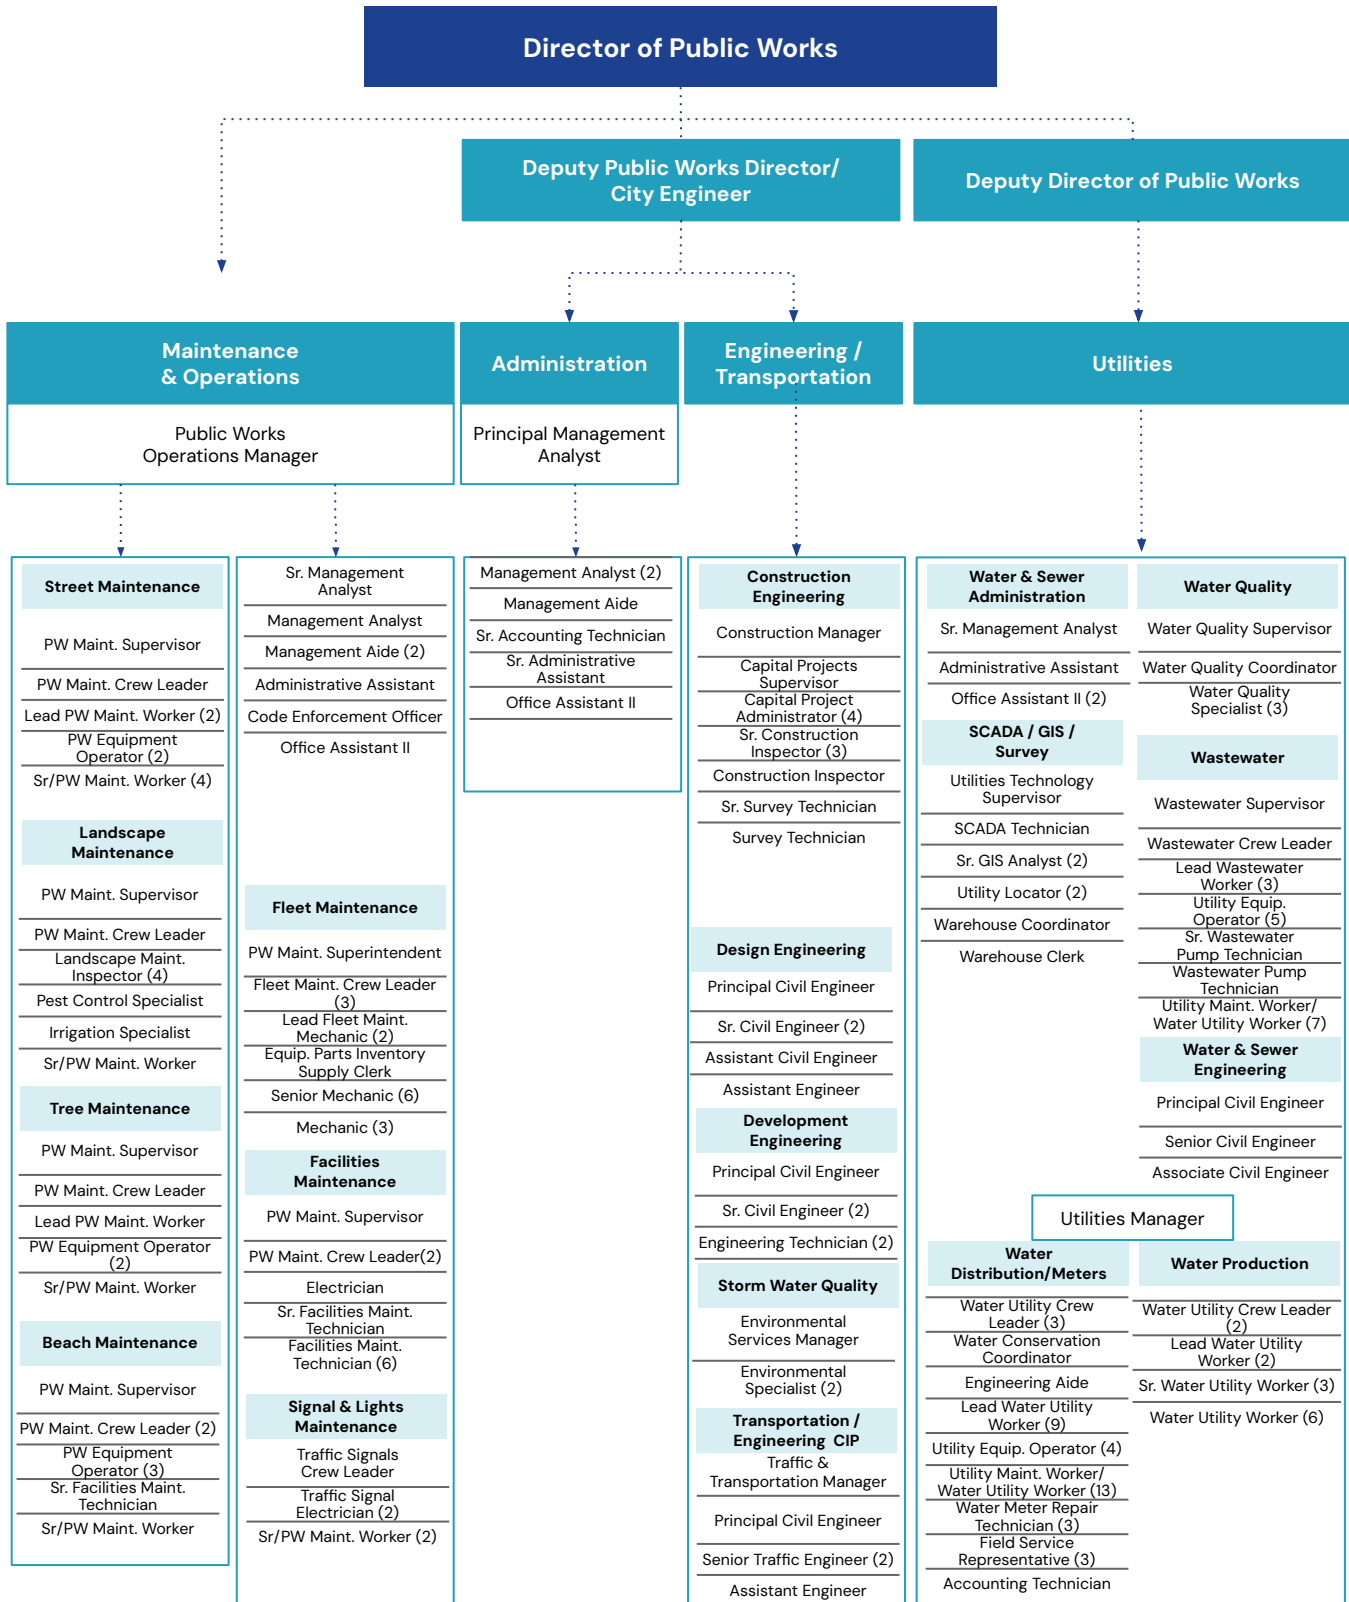 Director of Public Works
Deputy Public Works Director/
City Engineer
Deputy Director of Public Works
Maintenance
& Operations
Public Works
Operations Manager
Administration
Principal Management
Analyst
Engineering /
Transportation
Utilities
Street Maintenance
PW Maint. Supervisor
PW Maint. Crew Leader
Lead PW Maint. Worker (2)
PW Equipment
Operator (2)
Sr/PW Maint. Worker (4)
Landscape
Maintenance
PW Maint. Supervisor
PW Maint. Crew Leader
Landscape Maint.
Inspector (4)
Pest Control Specialist
Irrigation Specialist
Sr/PW Maint. Worker
Tree Maintenance
PW Maint. Supervisor
PW Maint. Crew Leader
Lead PW Maint. Worker
PW Equipment Operator
(2)
Sr/PW Maint. Worker
Beach Maintenance
PW Maint. Supervisor
PW Maint. Crew Leader (2)
PW Equipment
Operator (3)
Sr. Facilities Maint.
Technician
Sr/PW Maint. Worker
Sr. Management
Analyst
Management Analyst
Management Aide (2)
Administrative Assistant
Code Enforcement Officer
Office Assistant II
Fleet Maintenance
PW Maint. Superintendent
Fleet Maint. Crew Leader
(3)
Lead Fleet Maint.
Mechanic (2)
Equip. Parts Inventory
Supply Clerk
Senior Mechanic (6)
Mechanic (3)
Facilities
Maintenance
PW Maint. Supervisor
PW Maint. Crew Leader(2)
Electrician
Sr. Facilities Maint.
Technician
Facilities Maint.
Technician (6)
Signal & Lights
Maintenance
Traffic Signals
Crew Leader
Traffic Signal
Electrician (2)
Sr/PW Maint. Worker (2)
Management Analyst (2)
Management Aide
Sr. Accounting Technician
Sr. Administrative
Assistant
Office Assistant II
Construction
Engineering
Construction Manager
Capital Projects
Supervisor
Capital Project
Administrator (4)
Sr. Construction
Inspector (3)
Construction Inspector
Sr. Survey Technician
Survey Technician
Design Engineering
Principal Civil Engineer
Sr. Civil Engineer (2)
Assistant Civil Engineer
Assistant Engineer
Development
Engineering
Principal Civil Engineer
Sr. Civil Engineer (2)
Engineering Technician (2)
Storm Water Quality
Environmental
Services Manager
Environmental
Specialist (2)
Transportation /
Engineering CIP
Traffic &
Transportation Manager
Principal Civil Engineer
Senior Traffic Engineer (2)
Assistant Engineer
Water & Sewer
Administration
Sr. Management Analyst
Administrative Assistant
Office Assistant II (2)
SCADA / GIS /
Survey
Utilities Technology
Supervisor
SCADA Technician
Sr. GIS Analyst (2)
Utility Locator (2)
Warehouse Coordinator
Warehouse Clerk
Water Quality
Water Quality Supervisor
Water Quality Coordinator
Water Quality
Specialist (3)
Wastewater
Wastewater Supervisor
Wastewater Crew Leader
Lead Wastewater
Worker (3)
Utility Equip.
Operator (5)
Sr. Wastewater
Pump Technician
Wastewater Pump
Technician
Utility Maint. Worker/
Water Utility Worker (7)
Water & Sewer
Engineering
Principal Civil Engineer
Senior Civil Engineer
Associate Civil Engineer
Utilities Manager
Water
Distribution/Meters
Water Utility Crew
Leader (3)
Water Conservation
Coordinator
Engineering Aide
Lead Water Utility
Worker (9)
Utility Equip. Operator (4)
Utility Maint. Worker/
Water Utility Worker (13)
Water Meter Repair
Technician (3)
Field Service
Representative (3)
Accounting Technician
Water Production
Water Utility Crew Leader
(2)
Lead Water Utility
Worker (2)
Sr. Water Utility Worker (3)
Water Utility Worker (6)